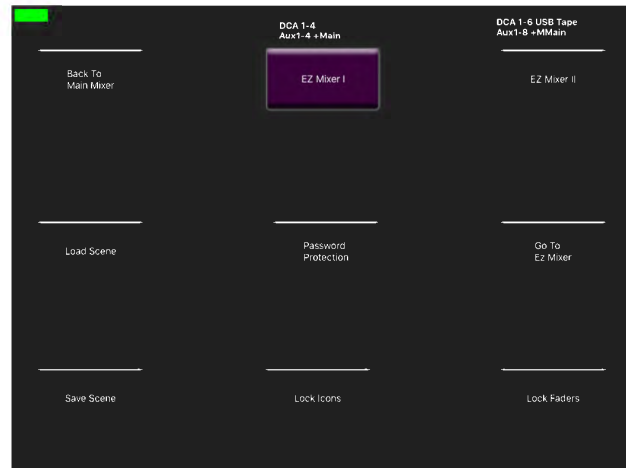 DCA 1-4
Aux1-4 +Main
DCA 1-6 USB Tape
Aux1-8 +MMain
Back To
Main Mixer
EZ Mixer I
EZ Mixer II
Load Scene
Password
Protection
Go To
Ez Mixer
Save Scene
Lock Icons
Lock Faders